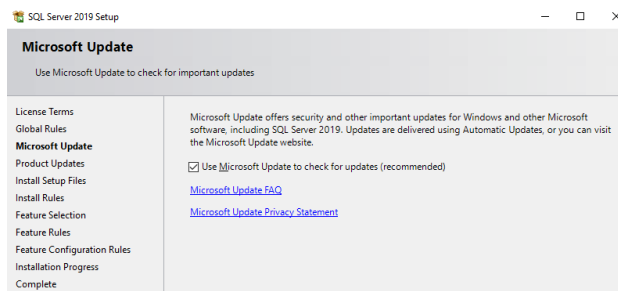 SQL Server 2019 Setup
Microsoft Update
Use Microsoft Update to check for important updates
License Terms
Global Rules
Microsoft Update
Product Updates
Install Setup Files
Install Rules
Feature Selection
Feature Rules
Feature Configuration Rules
Installation Progress
Complete
Microsoft Update offers security and other important updates for Windows and other Microsoft
software, including SQL Server 2019. Updates are delivered using Automatic Updates, or you can visit
the Microsoft Update website.
Use Microsoft Update to check for updates (recommended)
Microsoft Update FAQ
Microsoft Update Privacy Statement